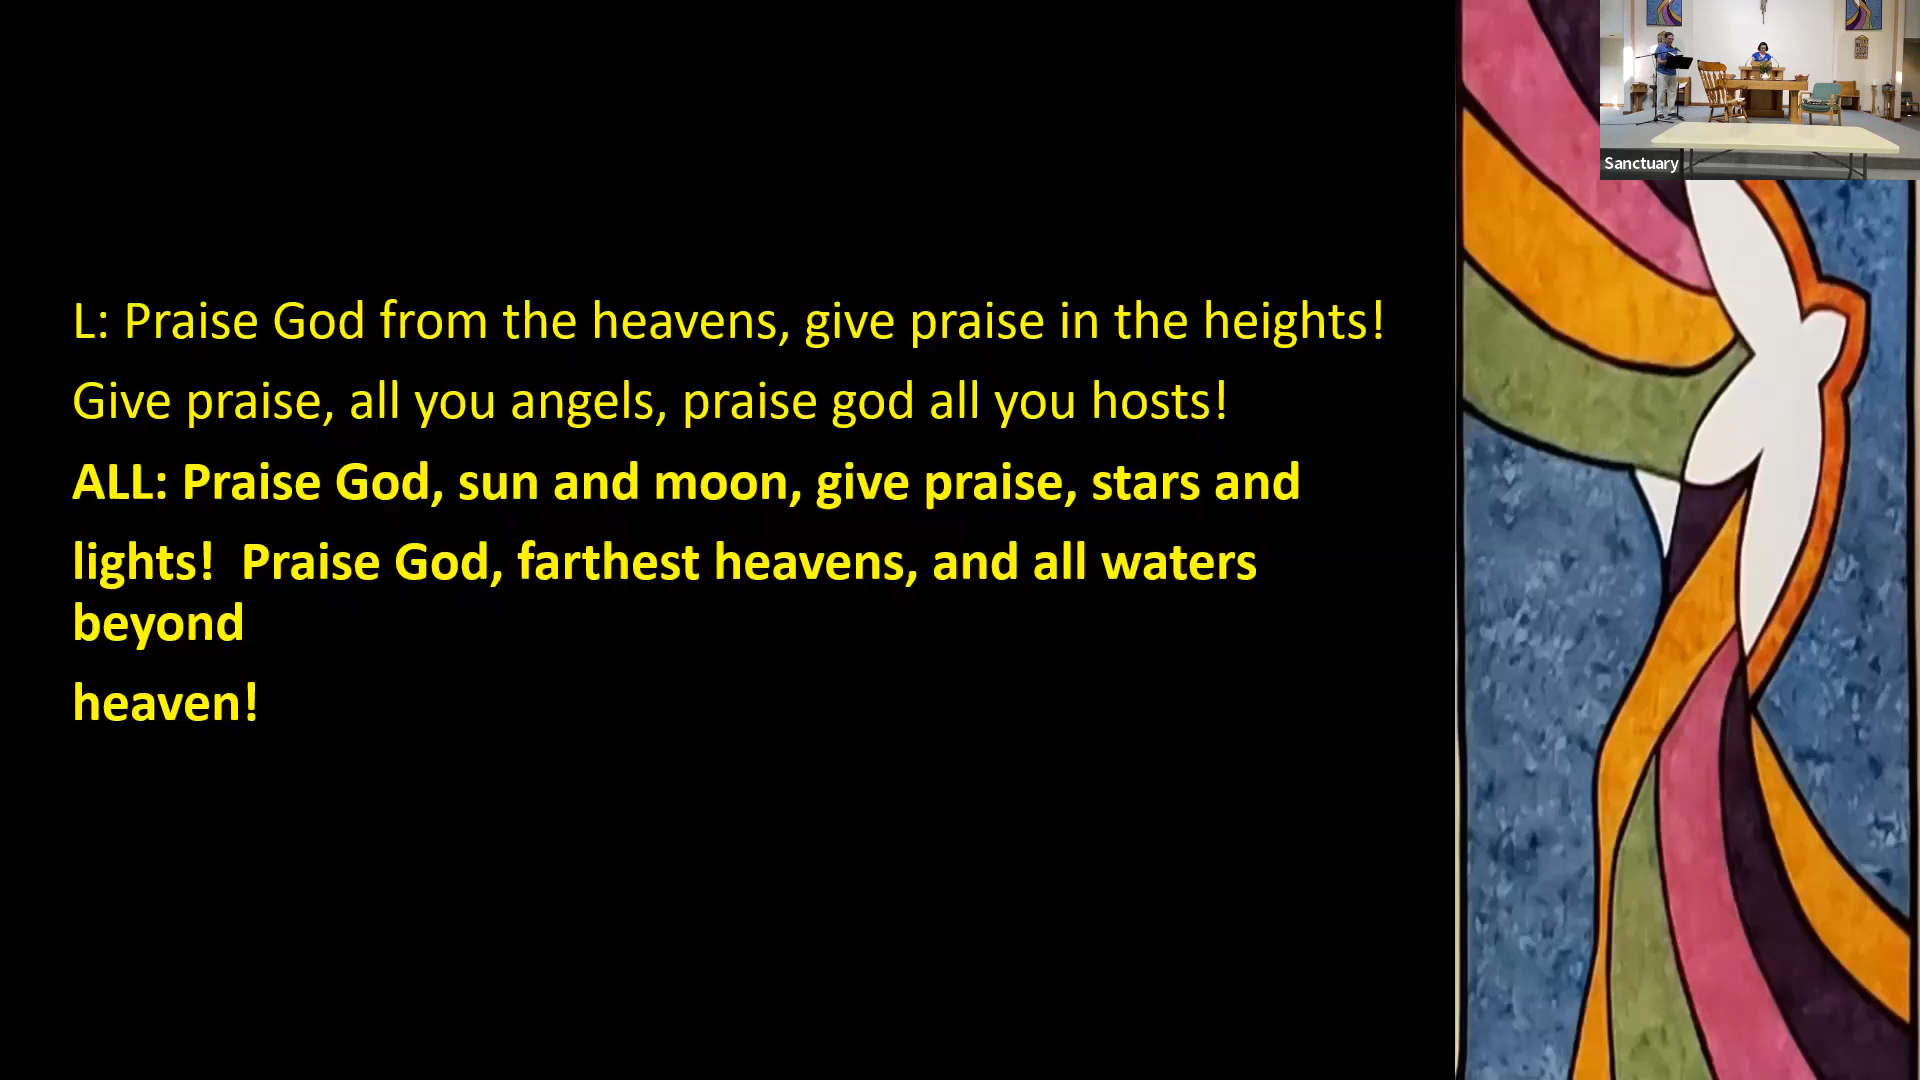 Sanctuary
L: Praise God from the heavens, give praise in the heights!
Give praise, all you angels, praise god all you hosts!
ALL: Praise God, sun and moon, give praise, stars and
lights!  Praise God, farthest heavens, and all waters
beyond
heaven!